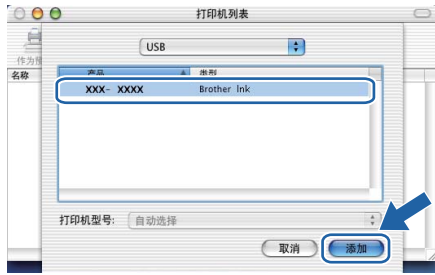 打印机列表
USB
作为预
名称
产品 类型
XXX- XXXX Brother Ink
打印机型号: 自动选择
取消 添加